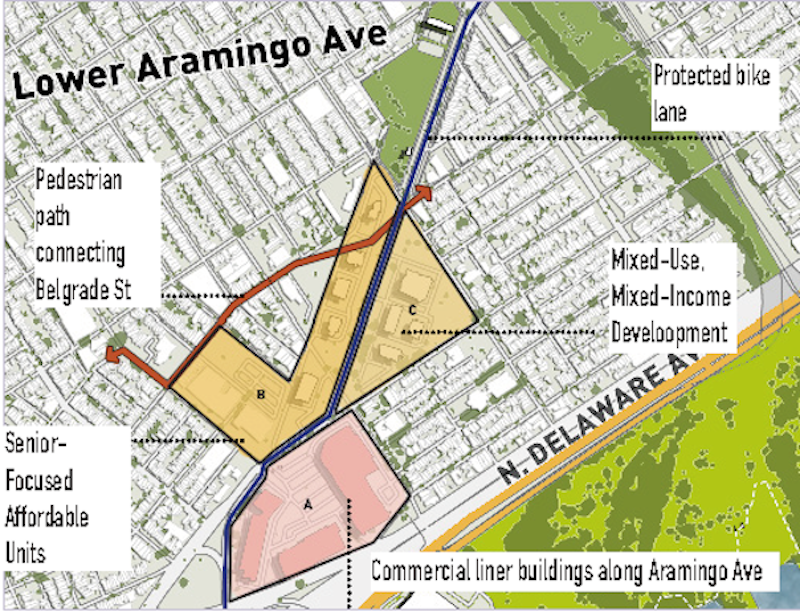 Lower Aramingo Ave
Protected bike
lane
Pedestrian
path
connecting
Belgrade St
Mixed-Use,
Mixed-Income
Develoopment
C
B
N. DELAWARE AV
Senior-
Focused
Affordable
Units
A
Commercial liner buildings along Aramingo Ave